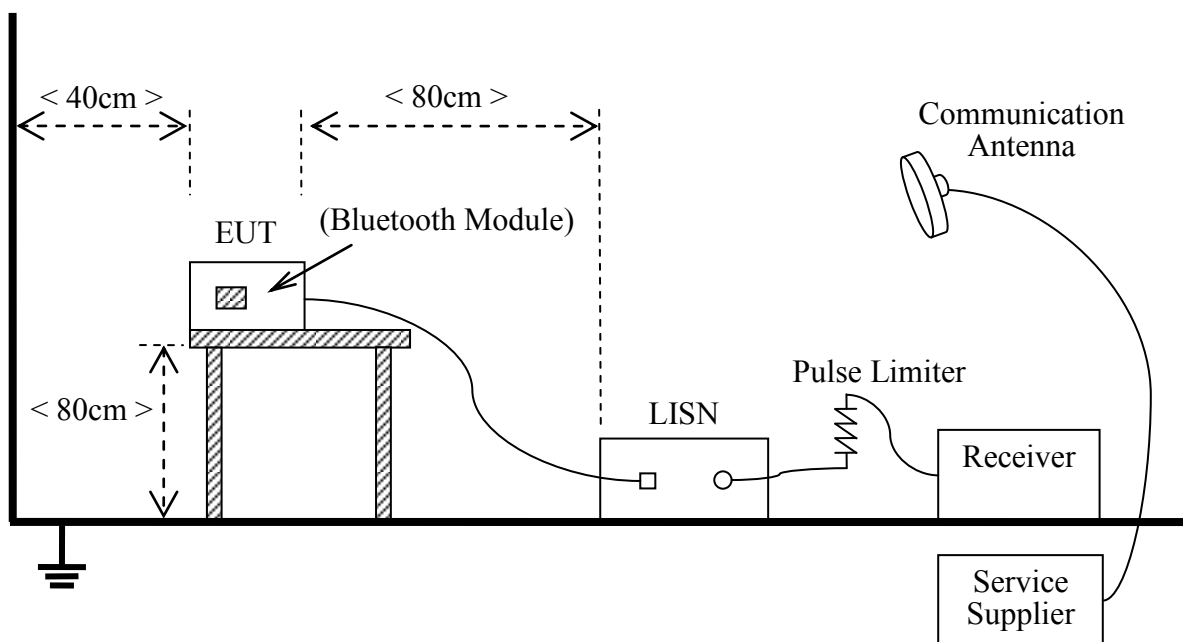 < 40cm >
< 80cm >
Communication
Antenna
(Bluetooth Module)
EUT
Pulse Limiter
< 80cm >
LISN
Receiver
Service
Supplier